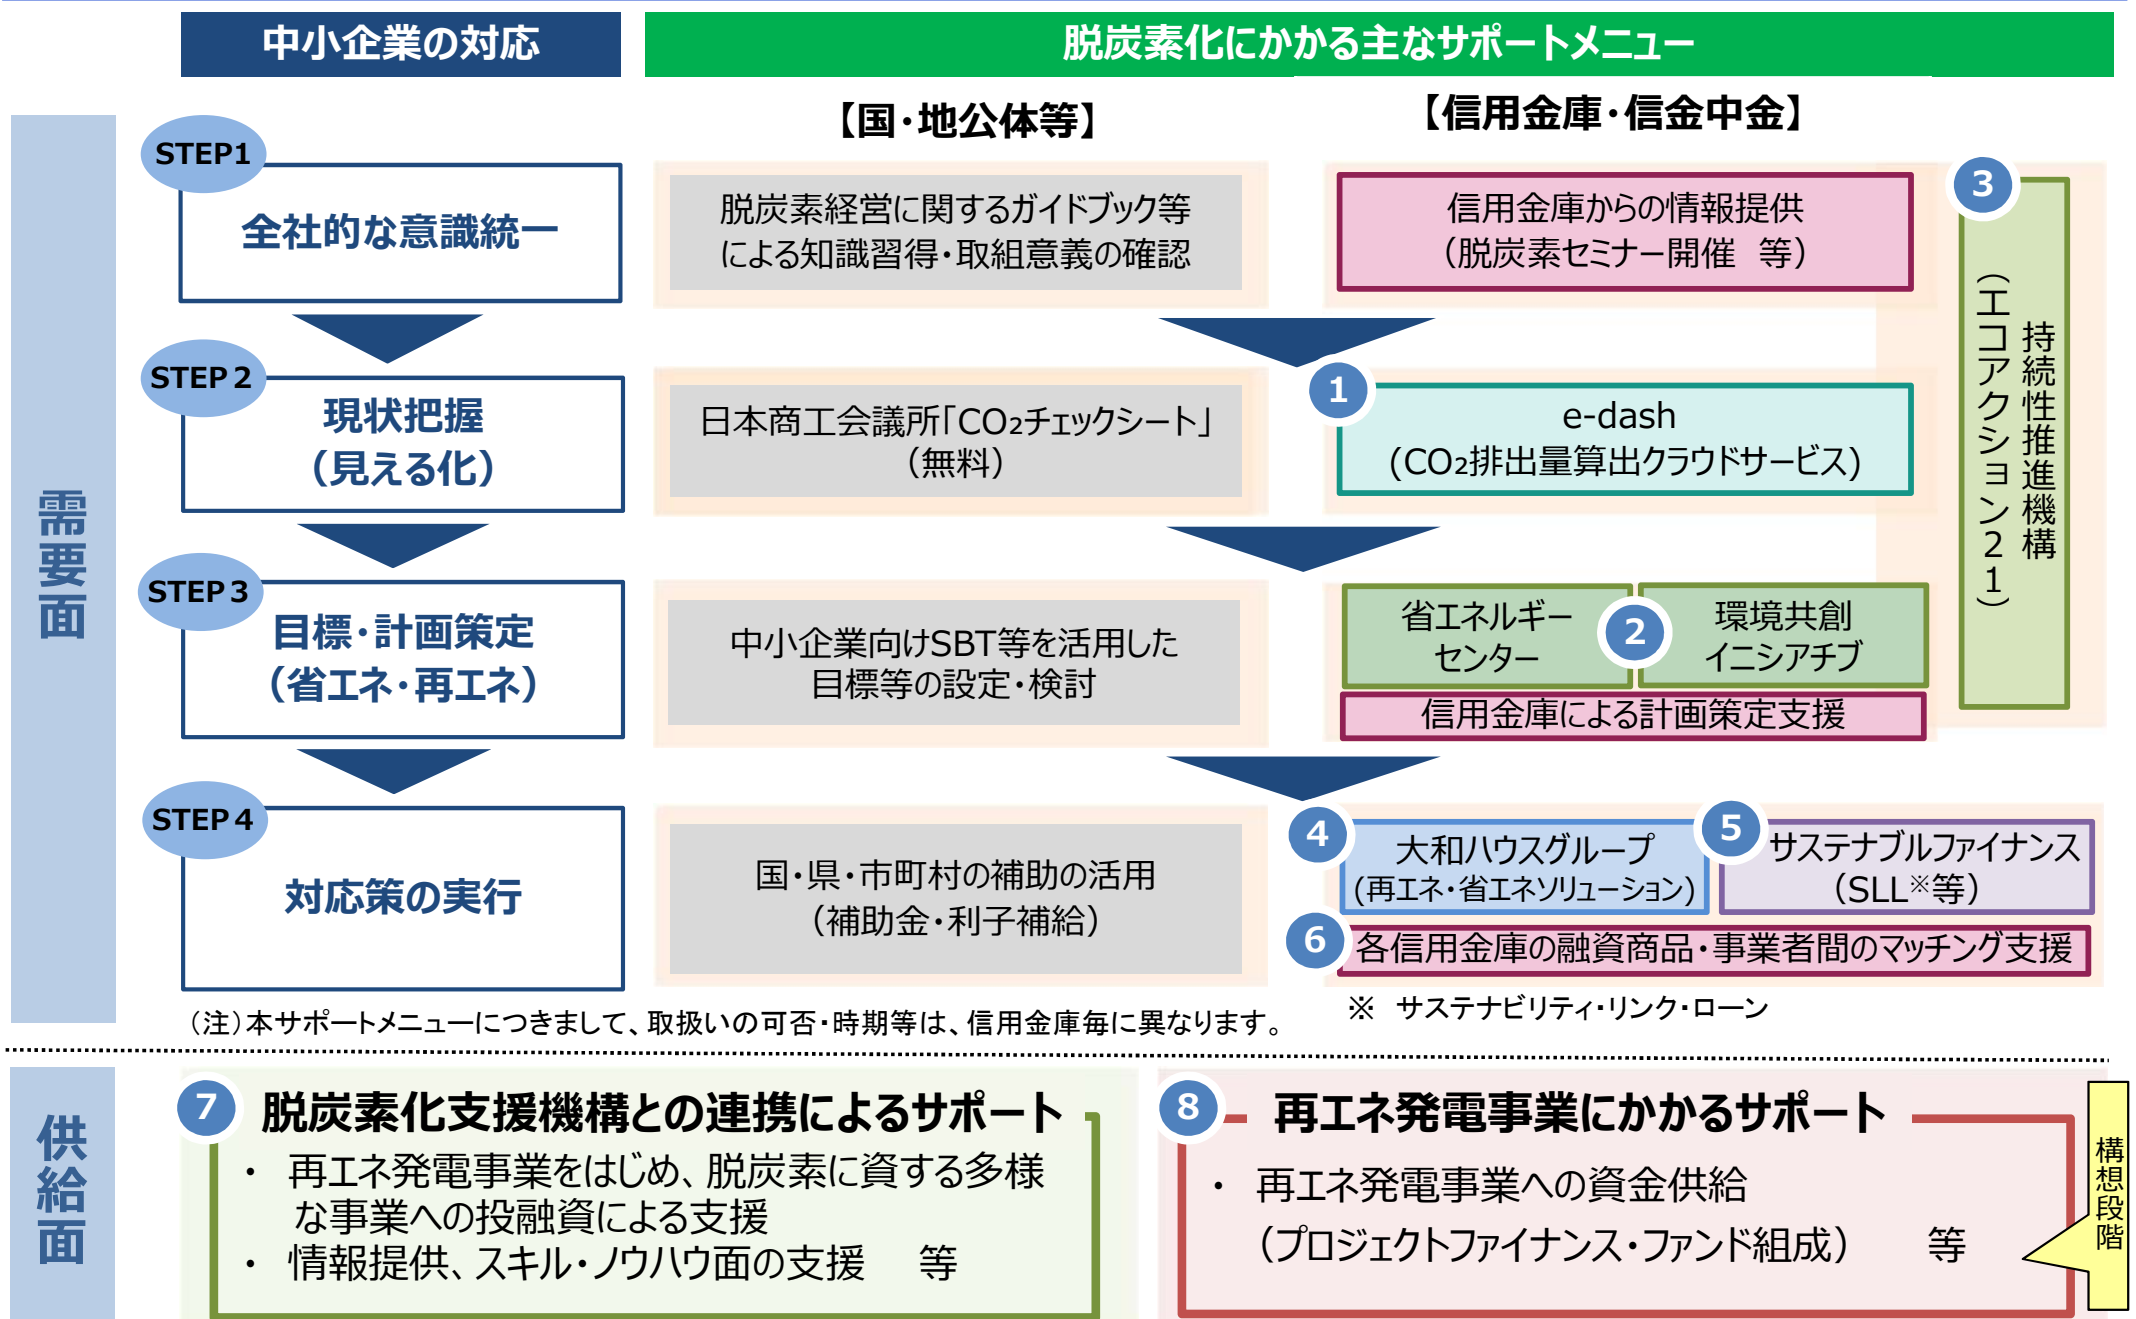 中小企業の対応
脱炭素化にかかる主なサポートメニュー
【国・地公体等】
【信用金庫・信金中金】
需要面
STEP1
全社的な意識統一
脱炭素経営に関するガイドブック等
による知識習得・取組意義の確認
信用金庫からの情報提供
（脱炭素セミナー開催　等）
3
持続性推進機構
（エコアクション２１）
STEP２
現状把握
（見える化）
日本商工会議所「CO₂チェックシート」
（無料）
1
e-dash
(CO₂排出量算出クラウドサービス)
STEP３
目標・計画策定
（省エネ・再エネ）
中小企業向けSBT等を活用した
目標等の設定・検討
省エネルギー
センター
2
環境共創
イニシアチブ
信用金庫による計画策定支援
STEP４
対応策の実行
国・県・市町村の補助の活用
（補助金・利子補給）
4
大和ハウスグループ
(再エネ・省エネソリューション)
5
サステナブルファイナンス
（SLL※等）
6
各信用金庫の融資商品・事業者間のマッチング支援
※　サステナビリティ・リンク・ローン
（注）本サポートメニューにつきまして、取扱いの可否・時期等は、信用金庫毎に異なります。
供給面
7
脱炭素化支援機構との連携によるサポート
・　再エネ発電事業をはじめ、脱炭素に資する多様
な事業への投融資による支援
・　情報提供、スキル・ノウハウ面の支援　等
8
再エネ発電事業にかかるサポート
・　再エネ発電事業への資金供給
（プロジェクトファイナンス・ファンド組成）　等
構想段階